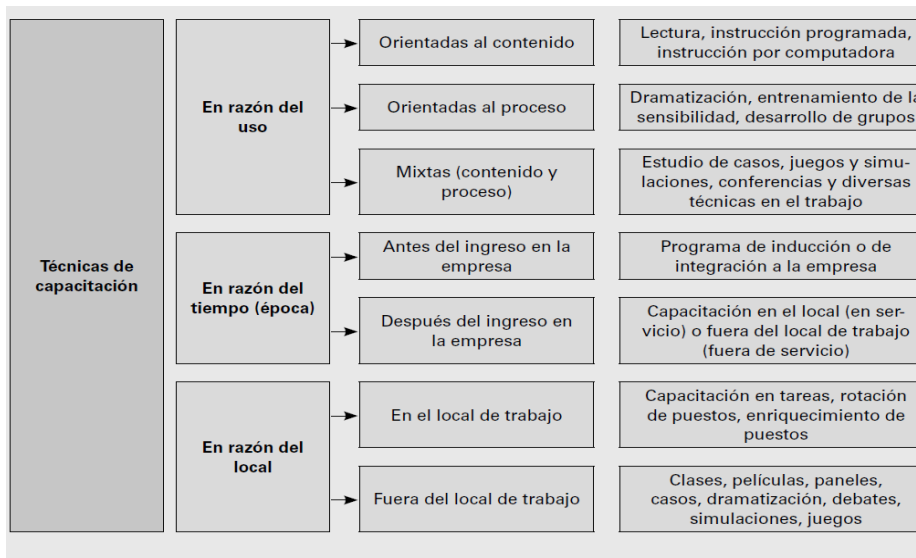 Técnicas de
capacitación
En razón del
uso
Orientadas al contenido
Lectura, instrucción programada,
instrucción por computadora
Orientadas al proceso
Dramatización, entrenamiento de la
sensibilidad, desarrollo de grupos
Mixtas (contenido y
proceso)
Estudio de casos, juegos y simu-
laciones, conferencias y diversas
técnicas en el trabajo
En razón del
tiempo (época)
Antes del ingreso en la
empresa
Programa de inducción o de
integración a la empresa
Después del ingreso en
la empresa
Capacitación en el local (en ser-
vicio) o fuera del local de trabajo
(fuera de servicio)
En razón del
local
En el local de trabajo
Capacitación en tareas, rotación
de puestos, enriquecimiento de
puestos
Fuera del local de trabajo
Clases, películas, paneles,
casos, dramatización, debates,
simulaciones, juegos